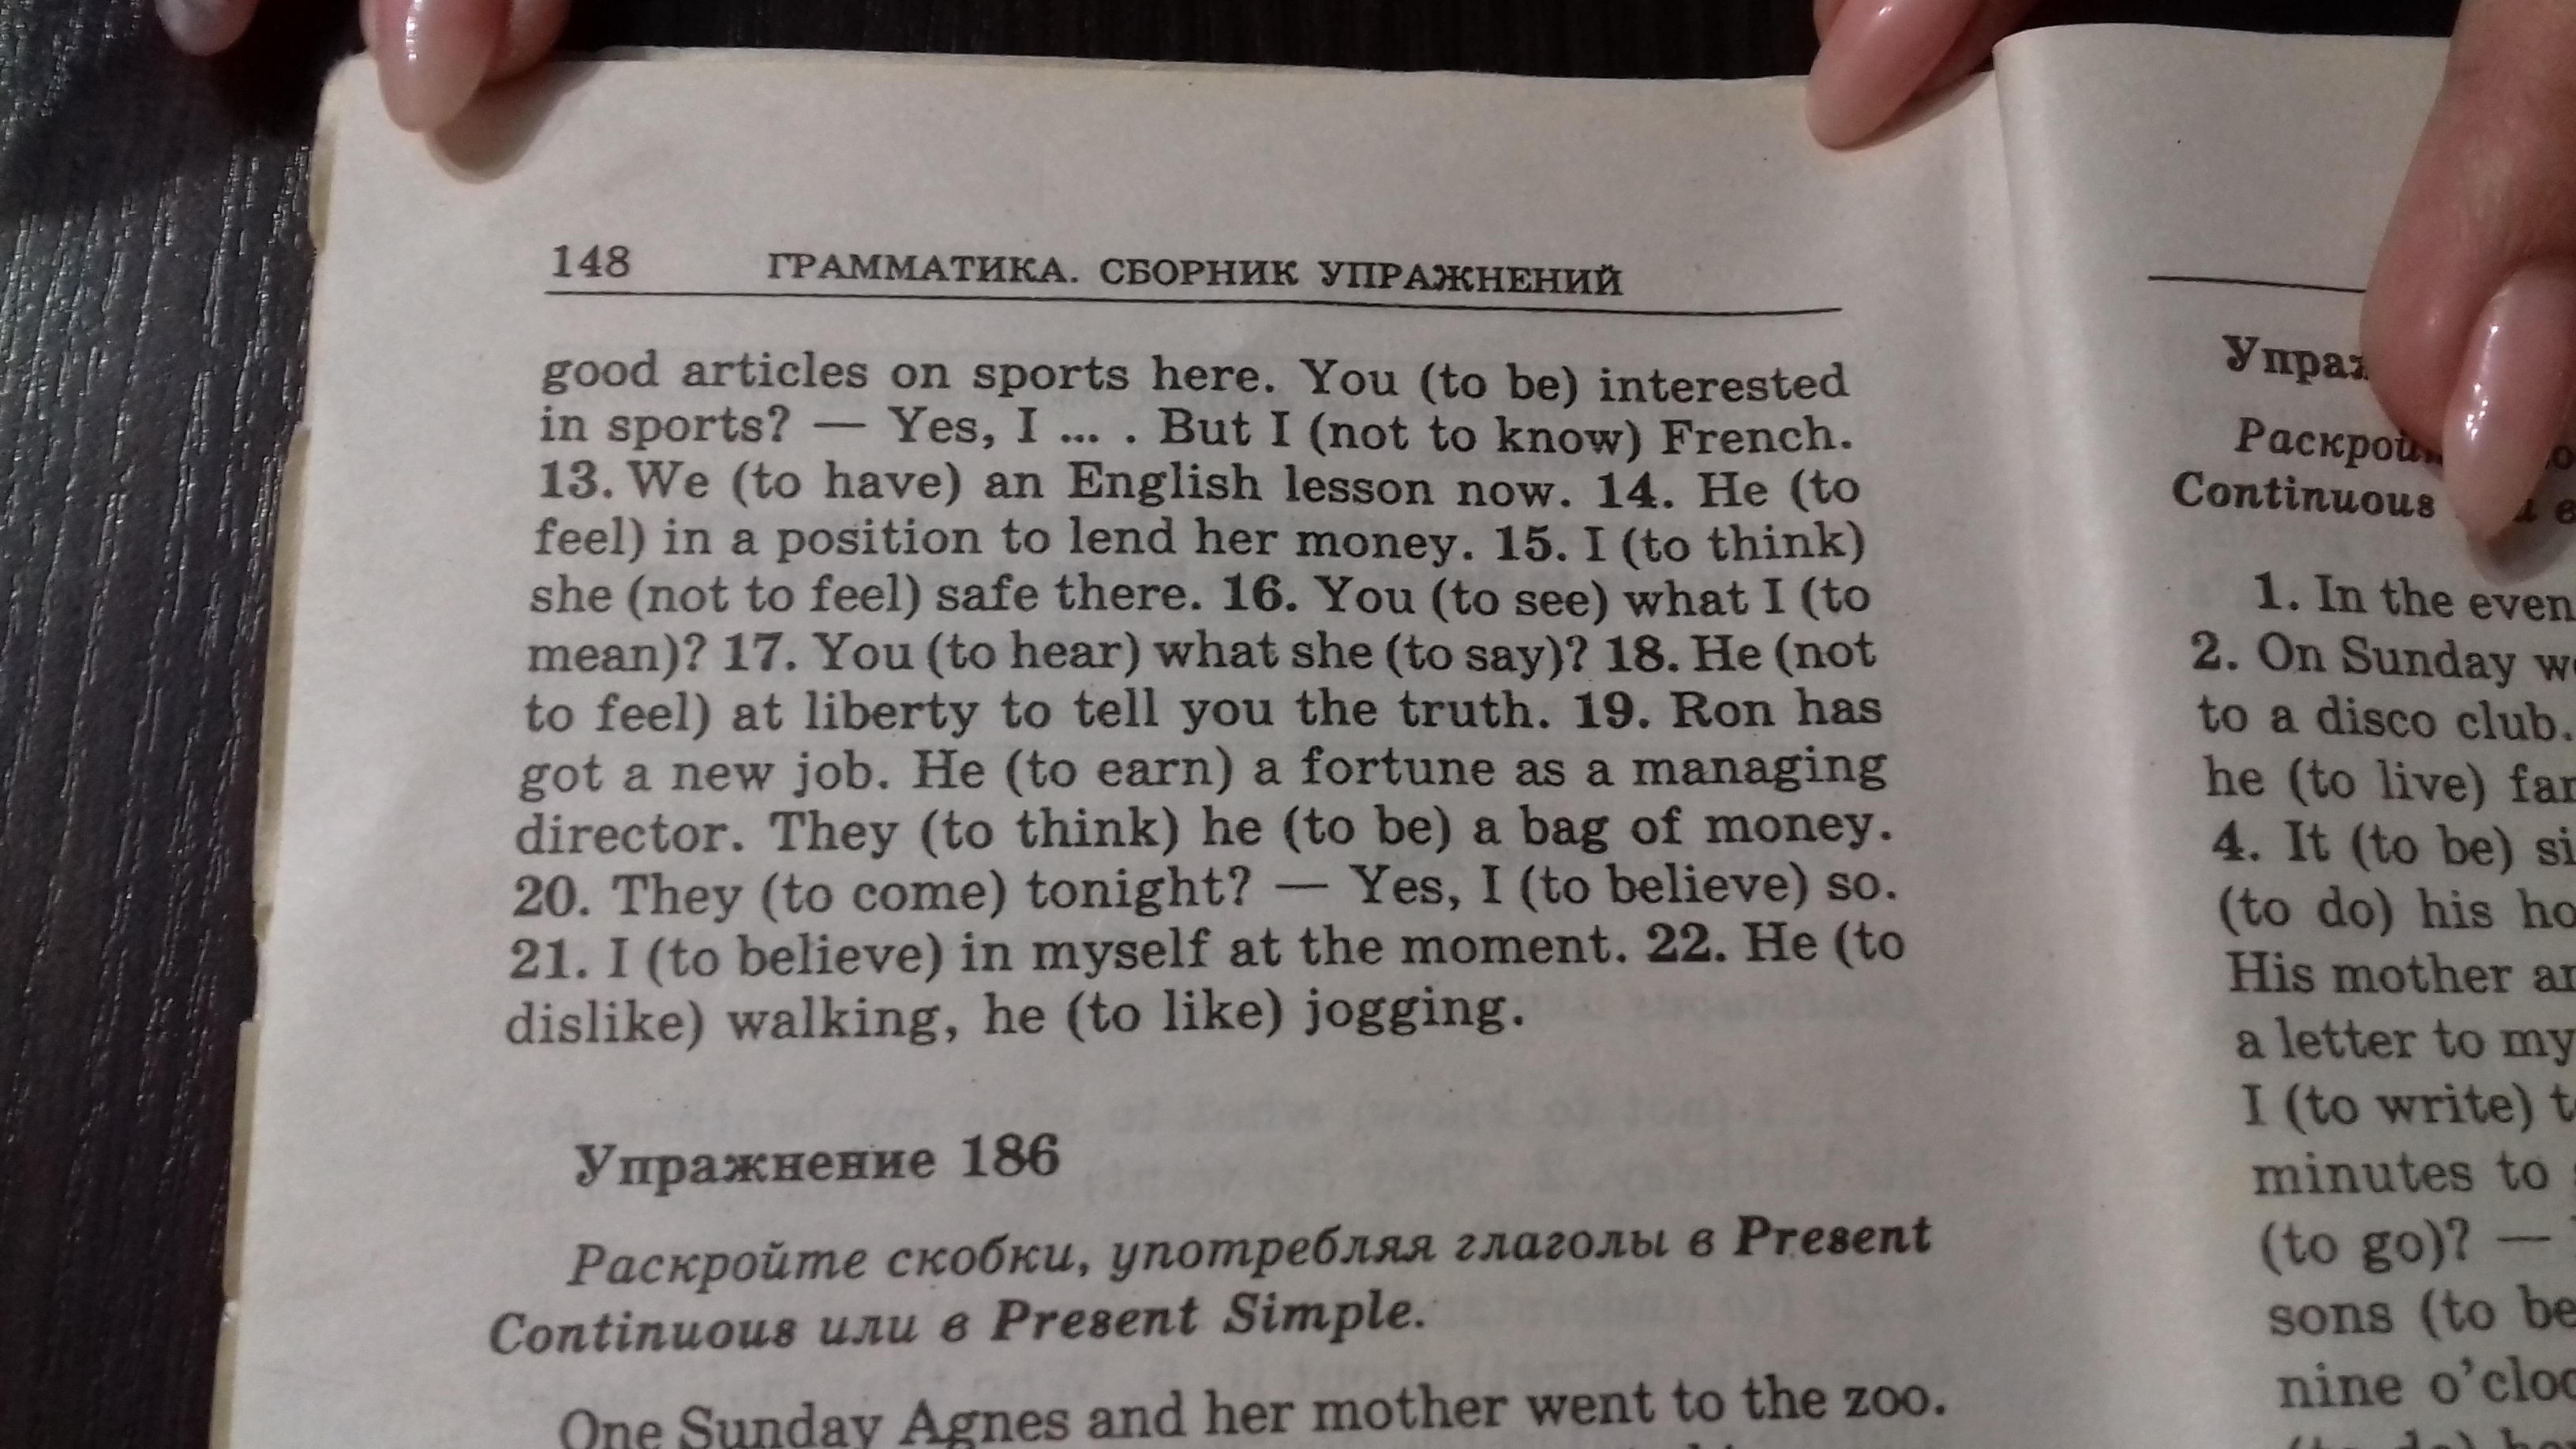 148 ГРАММАТИКА. СБОРНИК УПРАЖНЕНИЙ
good articles on sports here. You (to be) interested
in sports? — Yes, I ... . But I (not to know) French.
13. We (to have) an English lesson now. 14. He (to
feel) in a position to lend her money. 15. I (to think)
she (not to feel) safe there. 16. You (to see) what I (to
mean)? 17. You (to hear) what she (to say)? 18. He (not
to feel) at liberty to tell you the truth. 19. Ron has
got a new job. He (to earn) a fortune as a managing
director. They (to think) he (to be) a bag of money.
20. They (to come) tonight? — Yes, I (to believe) so.
21. I (to believe) in myself at the moment. 22. He (to
dislike) walking, he (to like) jogging.
Упражнение 186
Раскройте скобки, употребляя глаголы в Present
Continuous или в Present Simple.
One Sunday Agnes and her mother went to the zoo.
Continuous
1. In the
2. On Sunday
to a disco club.
he (to live)
4. It (to be)
(to do) his
His mother
a letter to my
I (to write)
minutes to
(to go)? —
sons (to be
nine